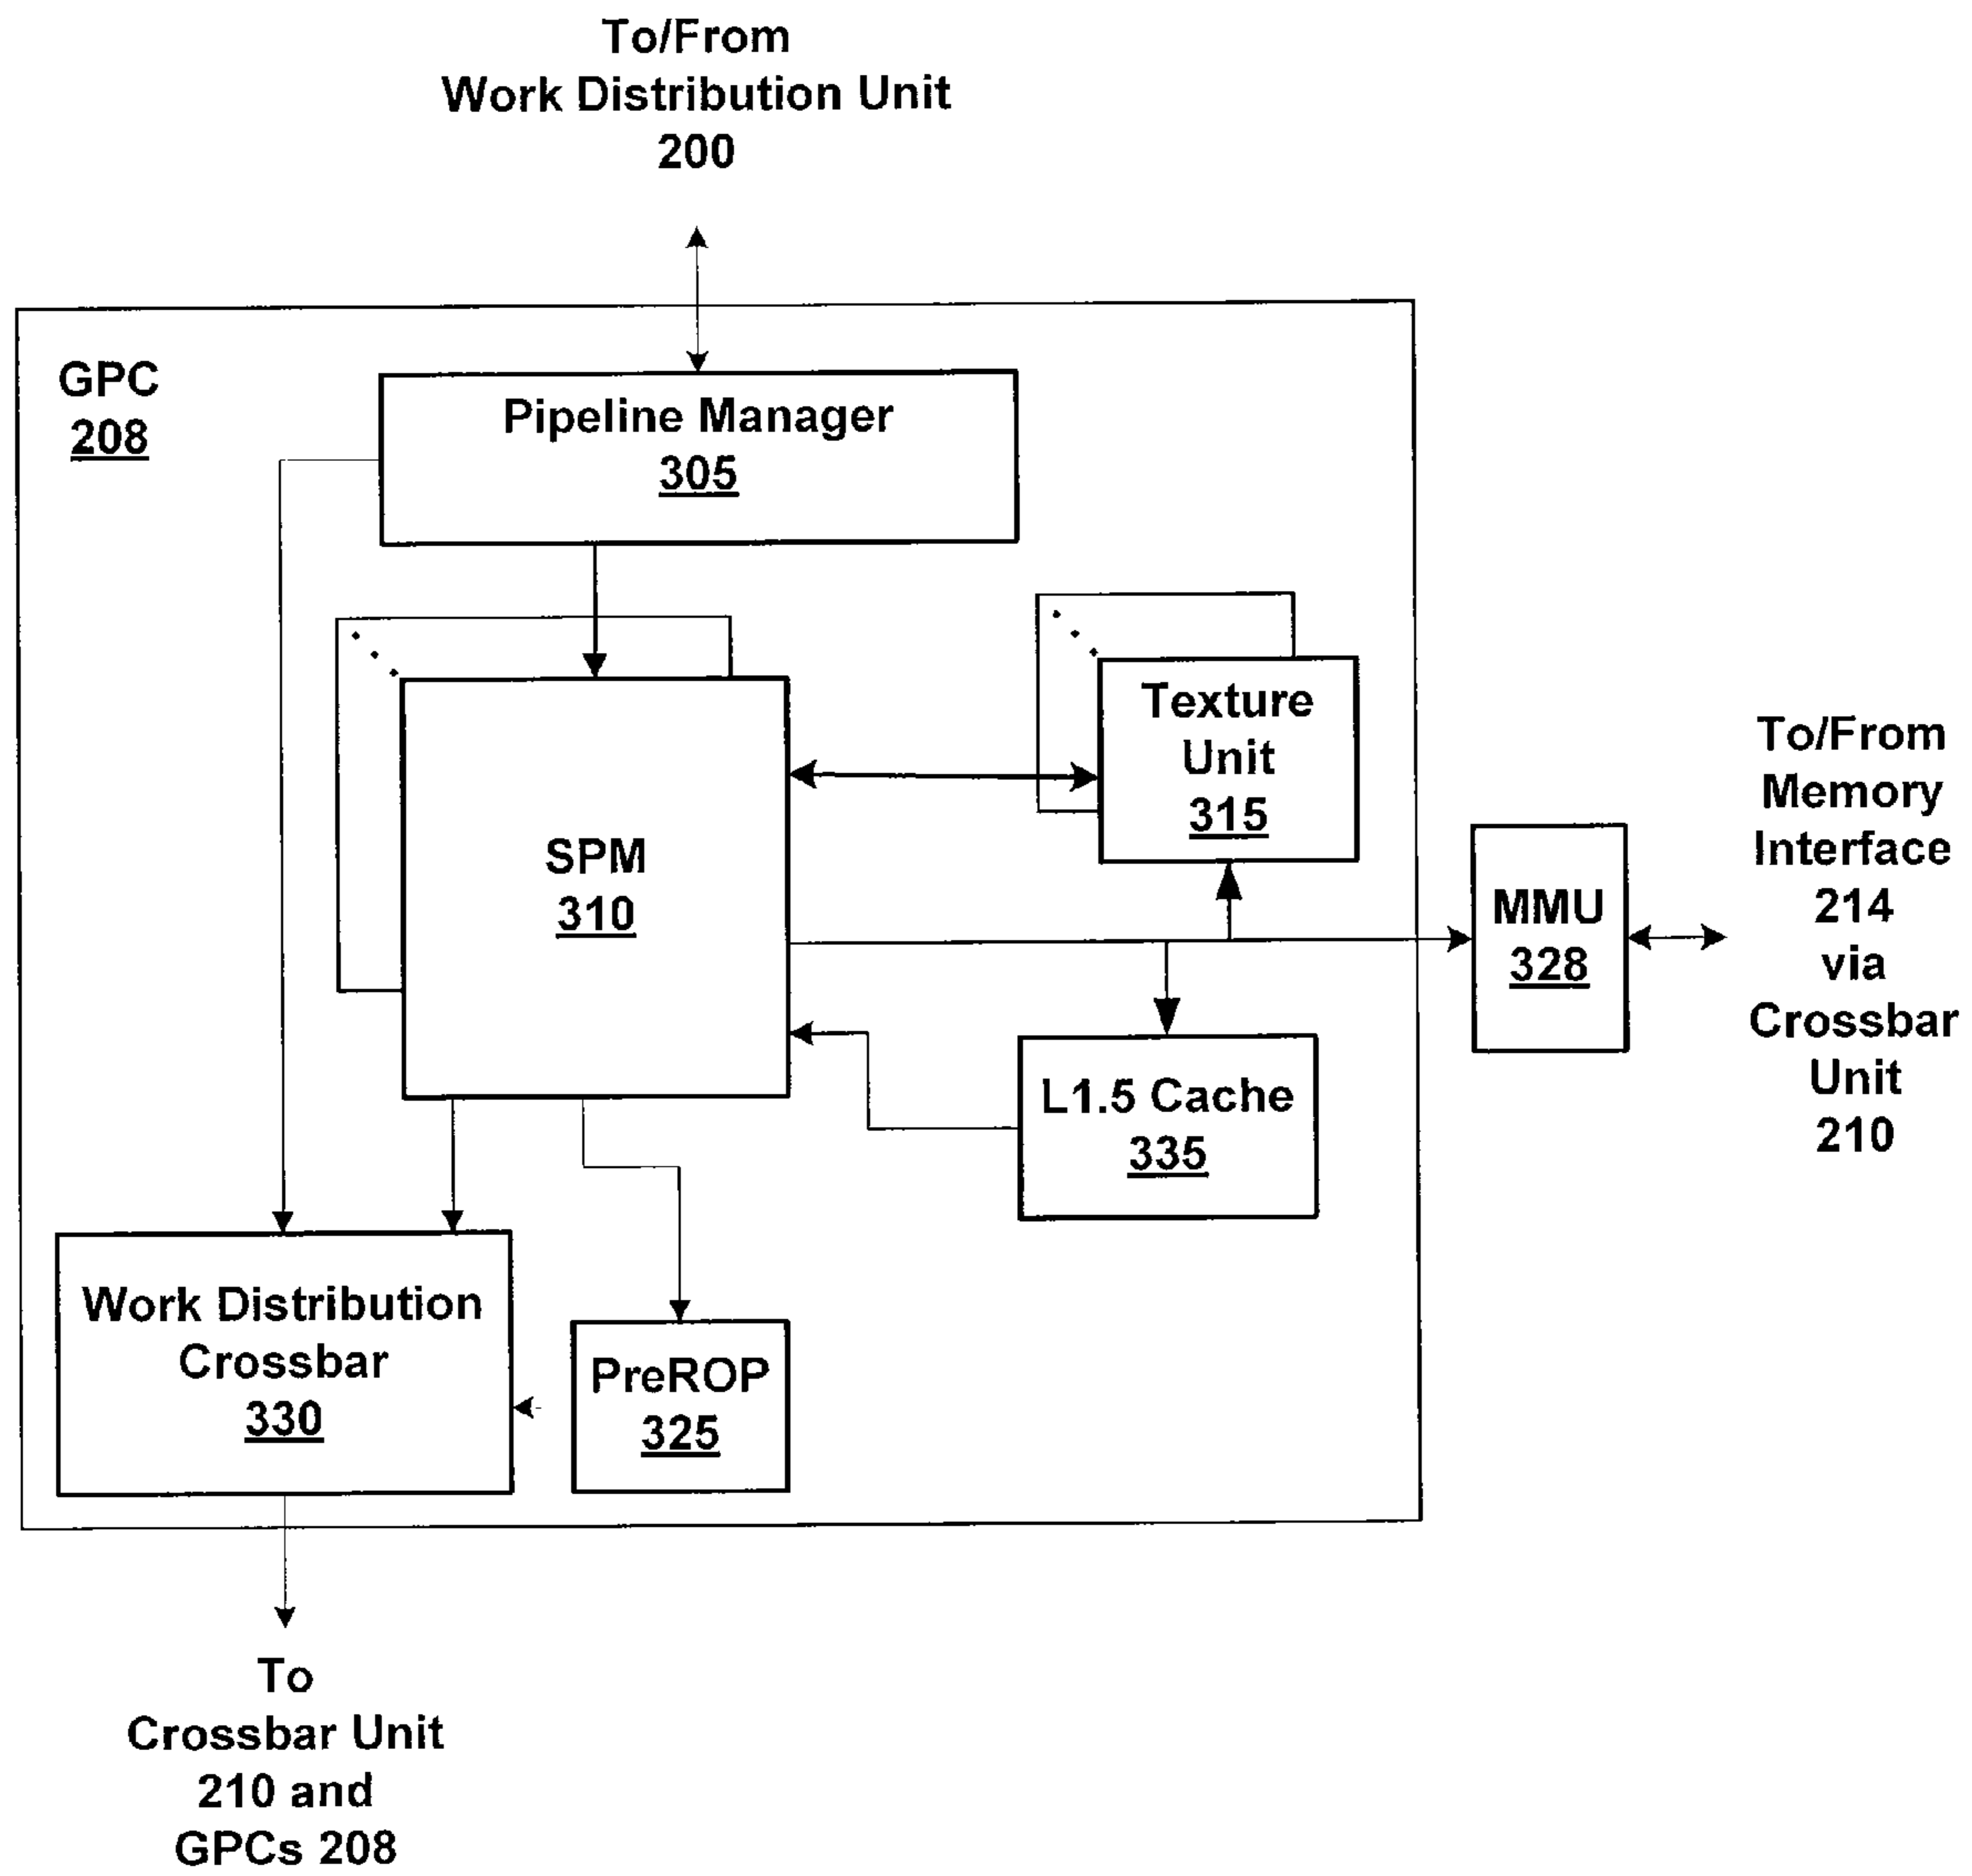 To/From
Work Distribution Unit
200
GPC
208
Pipeline Manager
305
Texture
Unit
315
SPM
310
To/From
Memory
Interface
214
via
Crossbar
Unit
210
MMU
328
L1.5 Cache
335
Work Distribution
Crossbar
330
PreROP
325
To
Crossbar Unit
210 and
GPCs 208